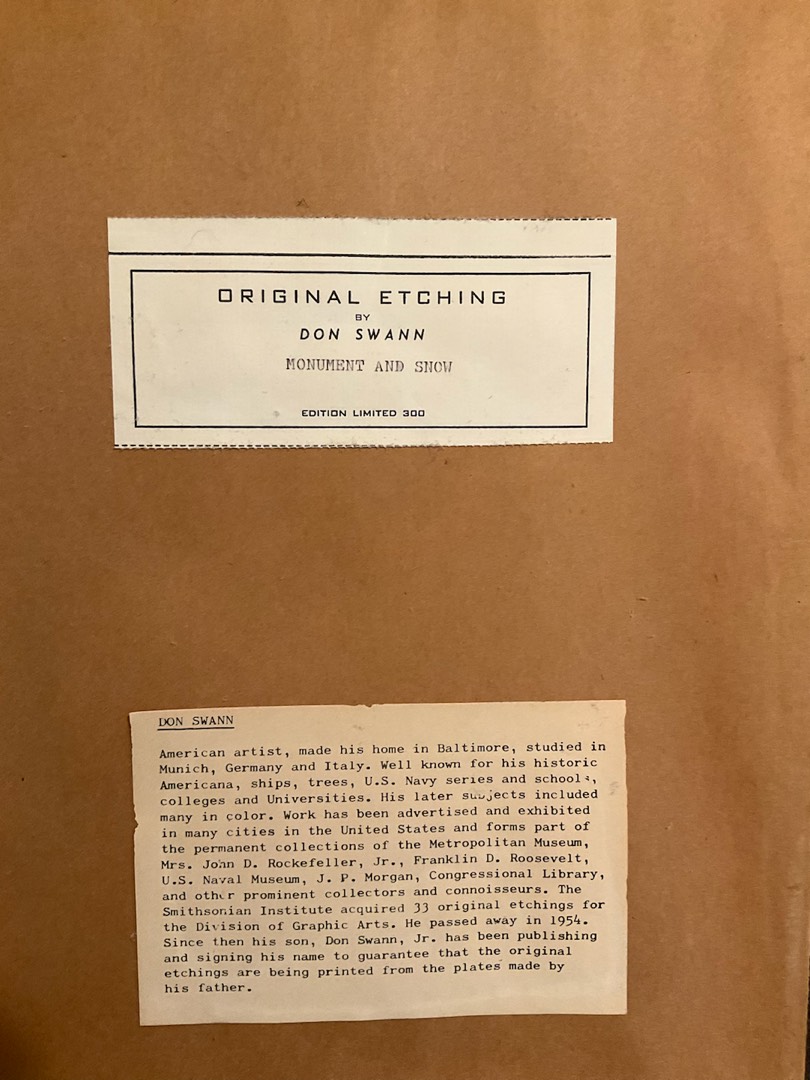 ORIGINAL ETCHING
BY
DON SWANN
MONUMENT AND SNOW
EDITION LIMITED 300
DON SWANN
American artist, made his home in Baltimore, studied in
Munich, Germany and Italy. Well known for his historic
Americana, ships, trees, U.S. Navy series and schools,
colleges and Universities. His later subjects included
many in color. Work has been advertised and exhibited
in many cities in the United States and forms part of
the permanent collections of the Metropolitan Museum,
Mrs. John D. Rockefeller, Jr., Franklin D. Roosevelt,
U.S. Naval Museum, J. P. Morgan, Congressional Library,
and other prominent collectors and connoisseurs. The
Smithsonian Institute acquired 33 original etchings for
the Division of Graphic Arts. He passed away in 1954.
Since then his son, Don Swann, Jr. has been publishing
and signing his name to guarantee that the original
etchings are being printed from the plates made by
his father.